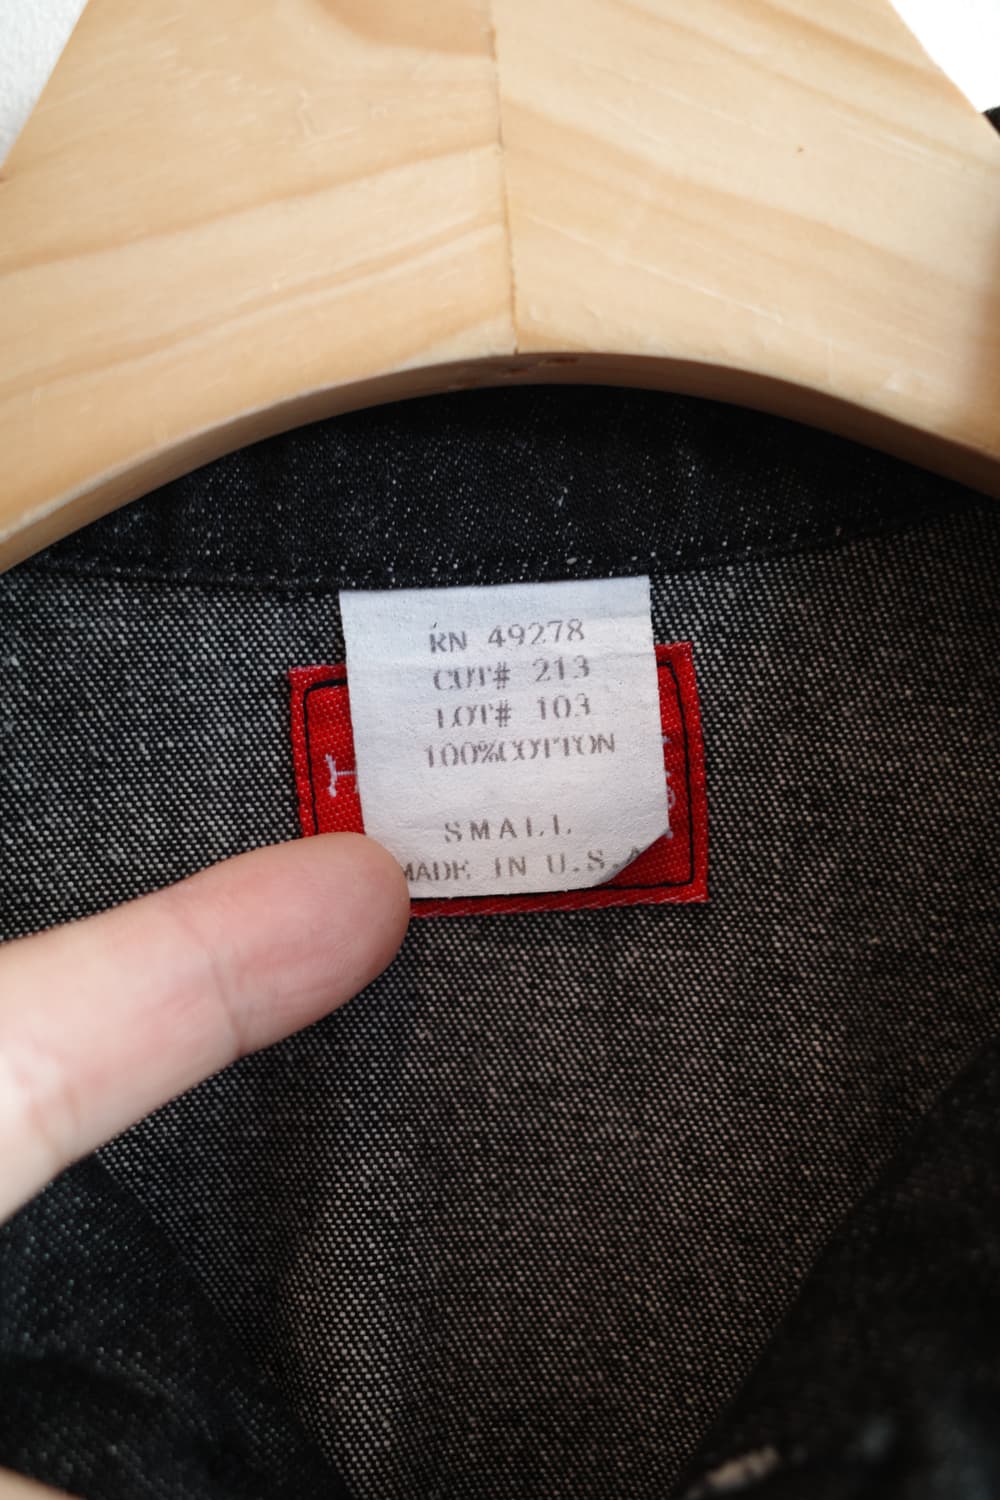 RN 49278
CUT# 213
LOT# 103
100%COTTON
SMALL
MADE IN U.S.A